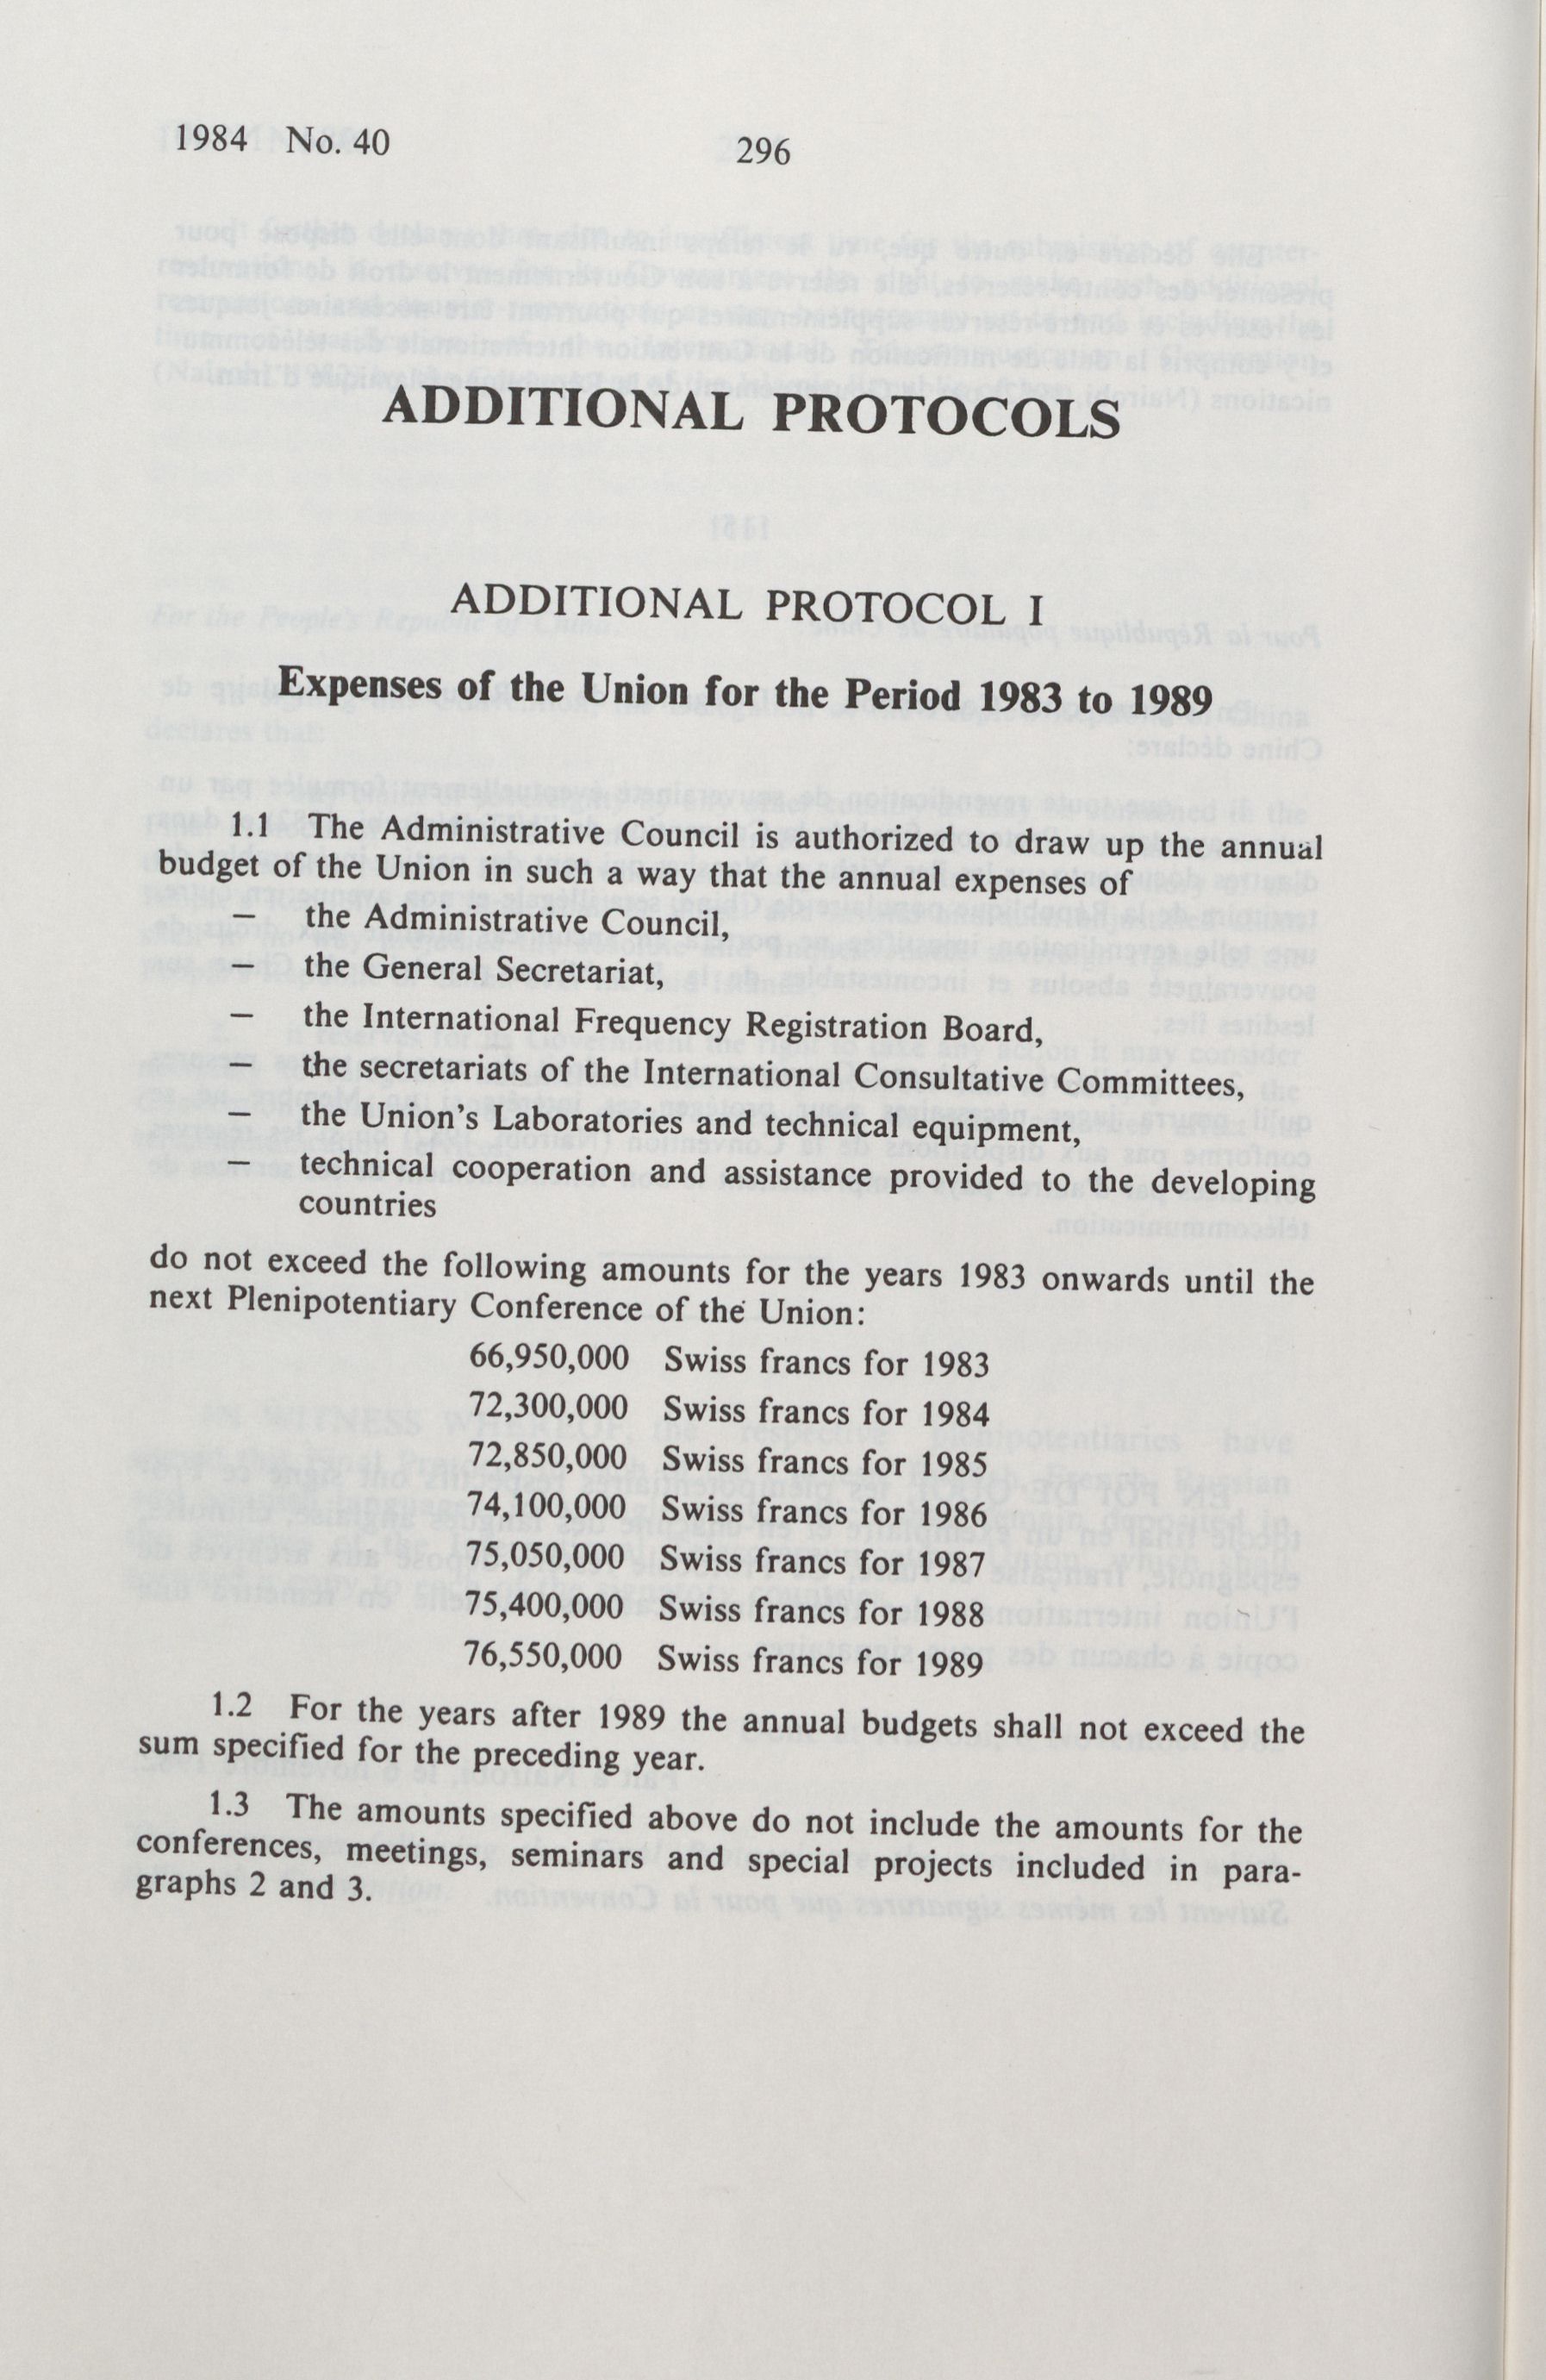 1984 No. 40
296
ADDITIONAL PROTOCOLS
ADDITIONAL PROTOCOL I
Expenses of the Union for the Period 1983 to 1989
1.1 The Administrative Council is authorized to draw up the annual
budget of the Union in such a way that the annual expenses of
— the Administrative Council,
— the General Secretariat,
— the International Frequency Registration Board,
— the secretariats of the International Consultative Committees,
— the Union's Laboratories and technical equipment,
— technical cooperation and assistance provided to the developing
countries
do not exceed the following amounts for the years 1983 onwards until the
next Plenipotentiary Conference of the Union:
66,950,000 Swiss francs for 1983
72,300,000 Swiss francs for 1984
72,850,000 Swiss francs for 1985
74,100,000 Swiss francs for 1986
75,050,000 Swiss francs for 1987
75,400,000 Swiss francs for 1988
76,550,000 Swiss francs for 1989
1.2 For the years after 1989 the annual budgets shall not exceed the
sum specified for the preceding year.
1.3 The amounts specified above do not include the amounts for the
conferences, meetings, seminars and special projects included in para-
graphs 2 and 3.